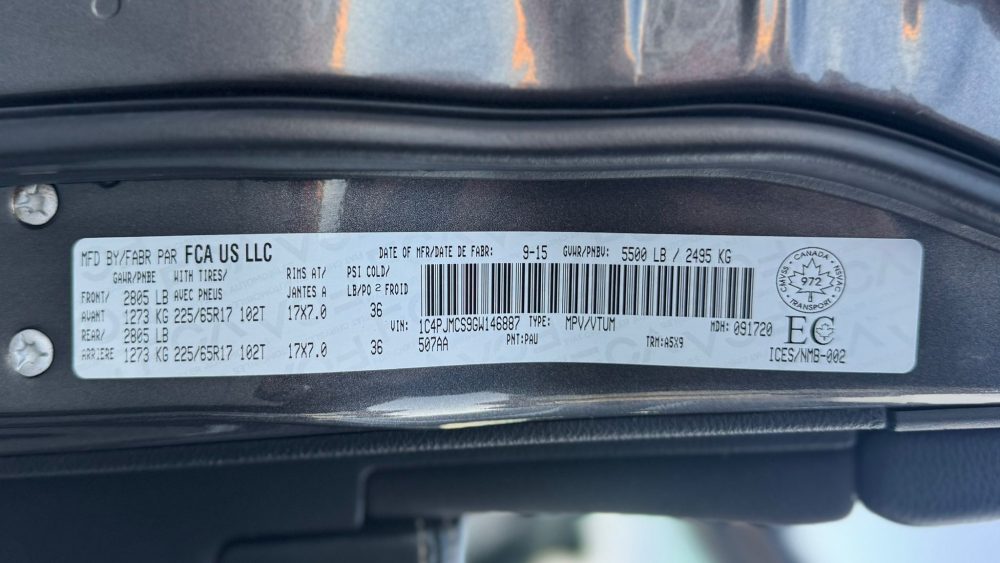 MFD BY/FABR PAR FCA US LLC
DATE OF MFR/DATE DE FABR: 9-15 GVWR/PNBV: 5500 LB / 2495 KG
GAWR/PNBE WITH TIRES/ RIMS AT/ PSI COLD/
FRONT/ 2805 LB AVEC PNEUS JANTES A LB/PO ² FROID
AVANT 1273 KG 225/65R17 102T 17X7.0 36
REAR/ 2805 LB
ARRIERE 1273 KG 225/65R17 102T 17X7.0 36
VIN: 1C4PJMCS9GW146887 TYPE: MPV/VTUM MDH: 091720
507AA PNT:PAU TRM:A5X9
CMVSS CANADA NSVAC
972
TRANSPORT
EC
ICES/NMB-002